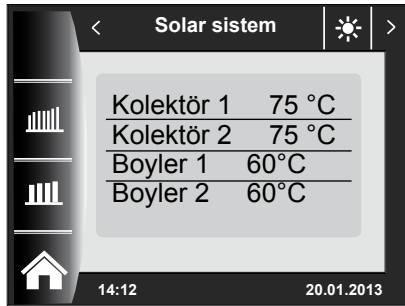 Solar sistem
Kolektör 1 75 °C
Kolektör 2 75 °C
Boyler 1 60°C
Boyler 2 60°C
14:12 20.01.2013